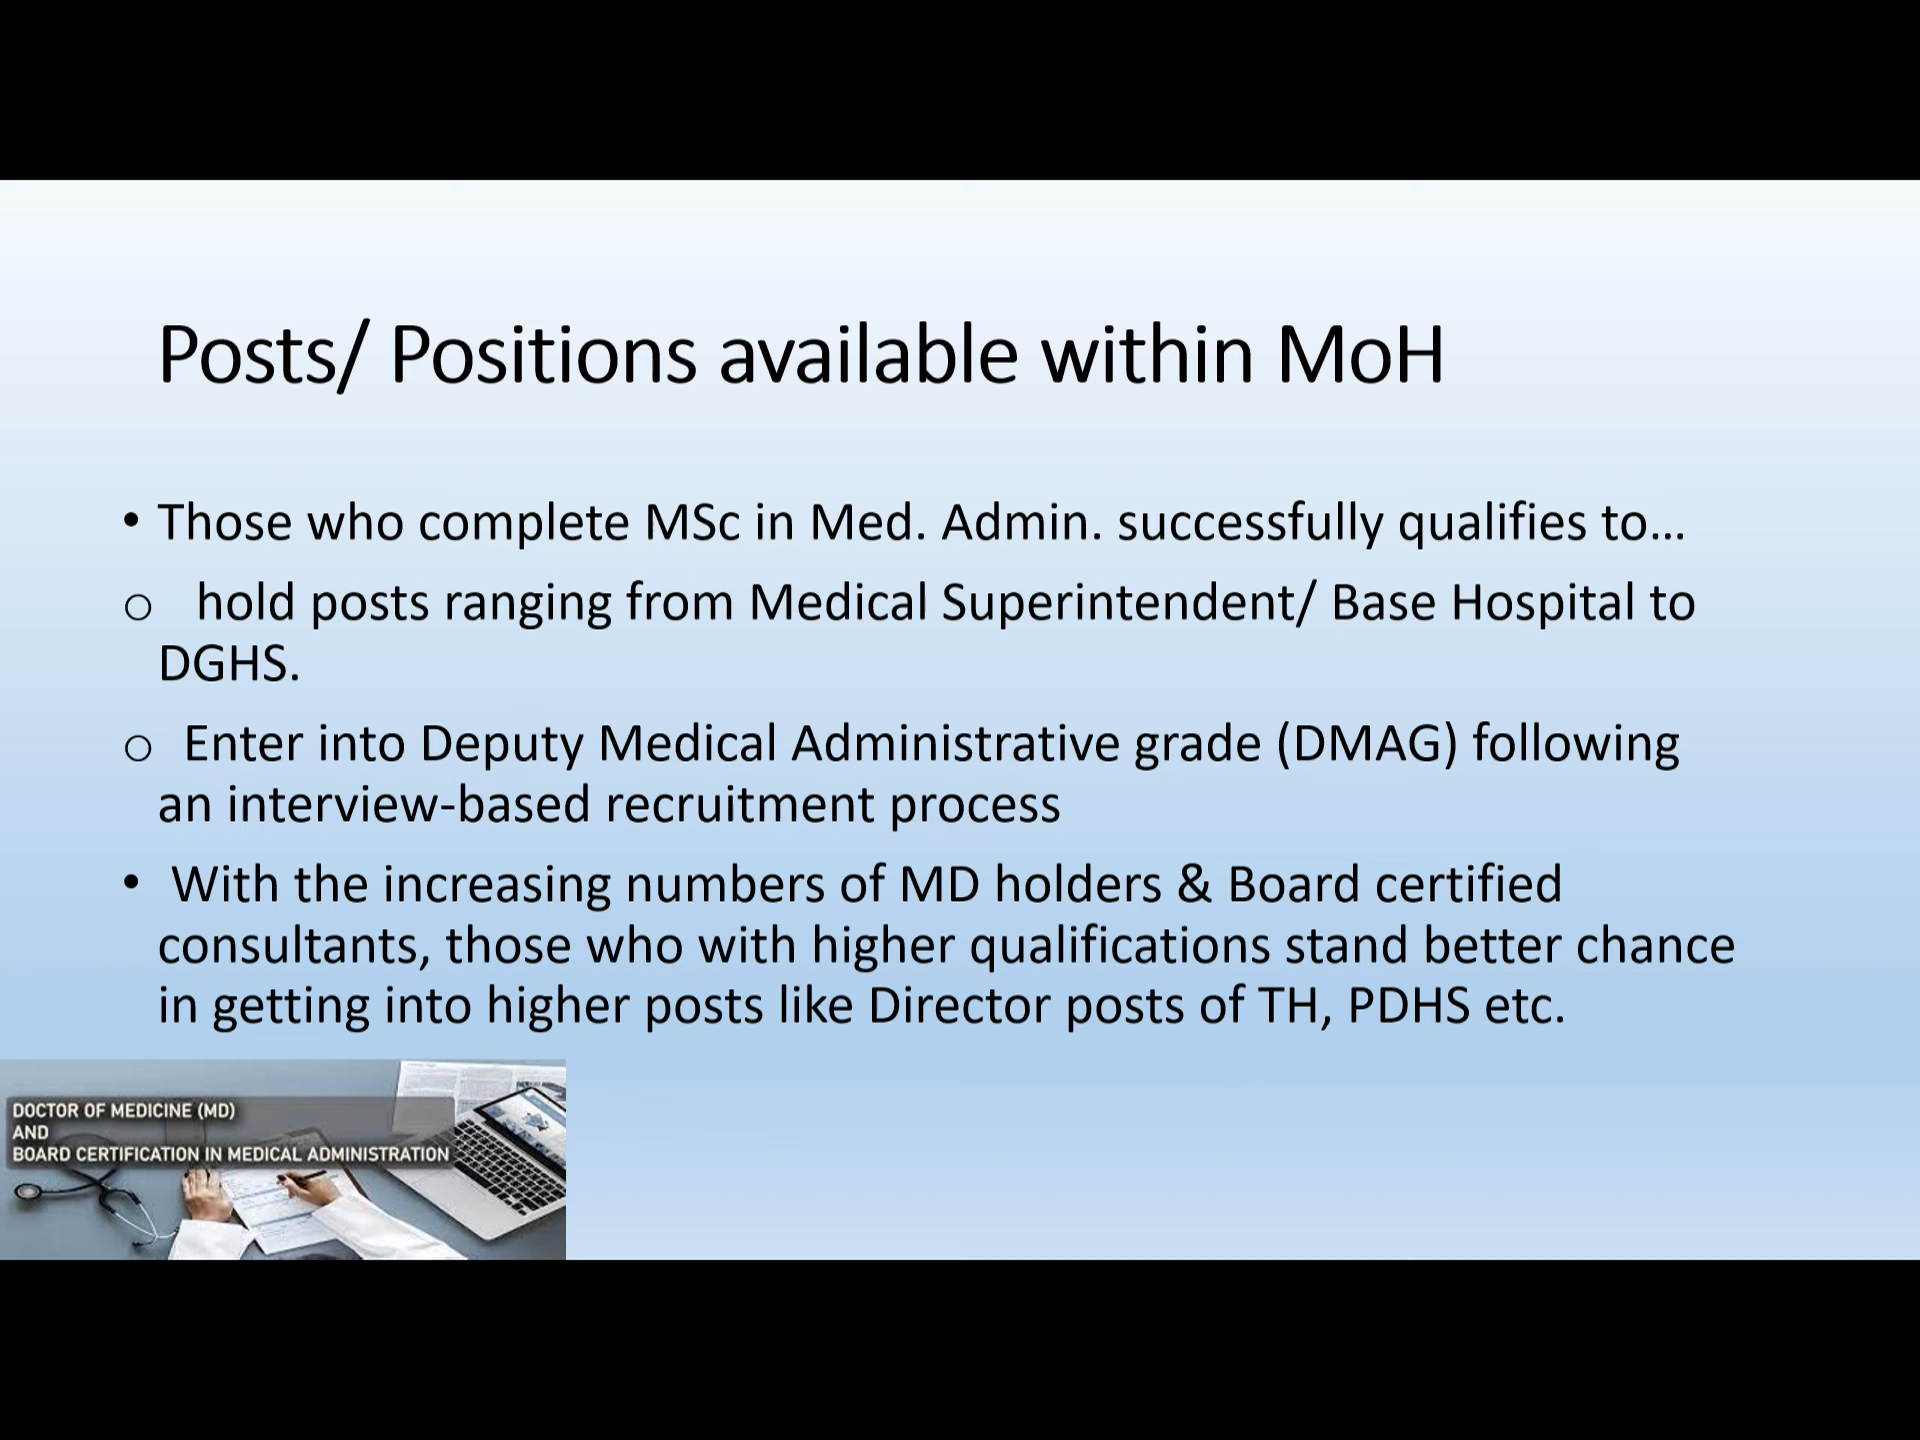 Posts/ Positions available within MoH
• Those who complete MSc in Med. Admin. successfully qualifies to...
o hold posts ranging from Medical Superintendent/ Base Hospital to
DGHS.
o Enter into Deputy Medical Administrative grade (DMAG) following
an interview-based recruitment process
• With the increasing numbers of MD holders & Board certified
consultants, those who with higher qualifications stand better chance
in getting into higher posts like Director posts of TH, PDHS etc.
DOCTOR OF MEDICINE (MD)
AND
BOARD CERTIFICATION IN MEDICAL ADMINISTRATION